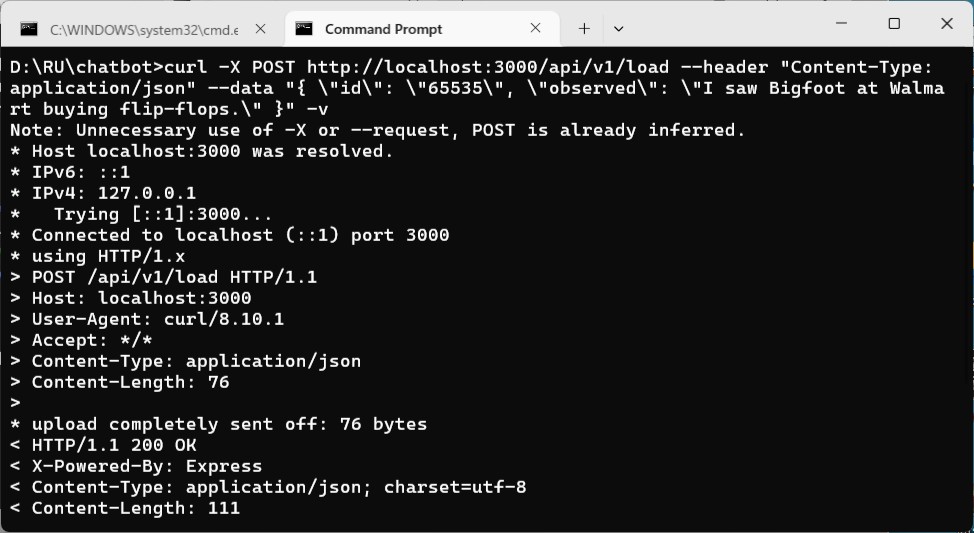 C:\WINDOWS\system32\cmd.e
Command Prompt
D:\RU\chatbot>curl -X POST http://localhost:3000/api/v1/load --header "Content-Type:
application/json" --data "{ \"id\": \"65535\", \"observed\": \"I saw Bigfoot at Walma
rt buying flip-flops.\" }" -v
Note: Unnecessary use of -X or --request, POST is already inferred.
* Host localhost:3000 was resolved.
* IPv6: ::1
* IPv4: 127.0.0.1
*   Trying [::1]:3000...
* Connected to localhost (::1) port 3000
* using HTTP/1.x
> POST /api/v1/load HTTP/1.1
> Host: localhost:3000
> User-Agent: curl/8.10.1
> Accept: */*
> Content-Type: application/json
> Content-Length: 76
>
* upload completely sent off: 76 bytes
< HTTP/1.1 200 OK
< X-Powered-By: Express
< Content-Type: application/json; charset=utf-8
< Content-Length: 111